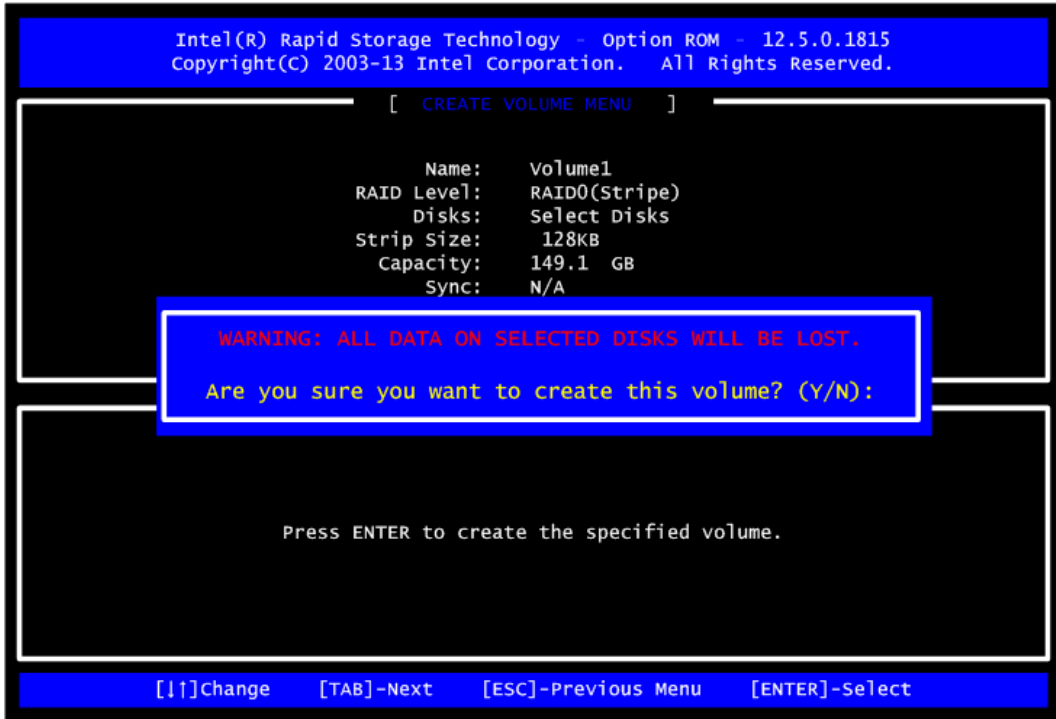 Intel(R) Rapid Storage Technology - Option ROM - 12.5.0.1815
Copyright(C) 2003-13 Intel Corporation. All Rights Reserved.
[ CREATE VOLUME MENU ]
Name: Volume1
RAID Level: RAID0(Stripe)
Disks: Select Disks
Strip Size: 128KB
Capacity: 149.1 GB
Sync: N/A
WARNING: ALL DATA ON SELECTED DISKS WILL BE LOST.
Are you sure you want to create this volume? (Y/N):
Press ENTER to create the specified volume.
[↓↑]Change [TAB]-Next [ESC]-Previous Menu [ENTER]-Select